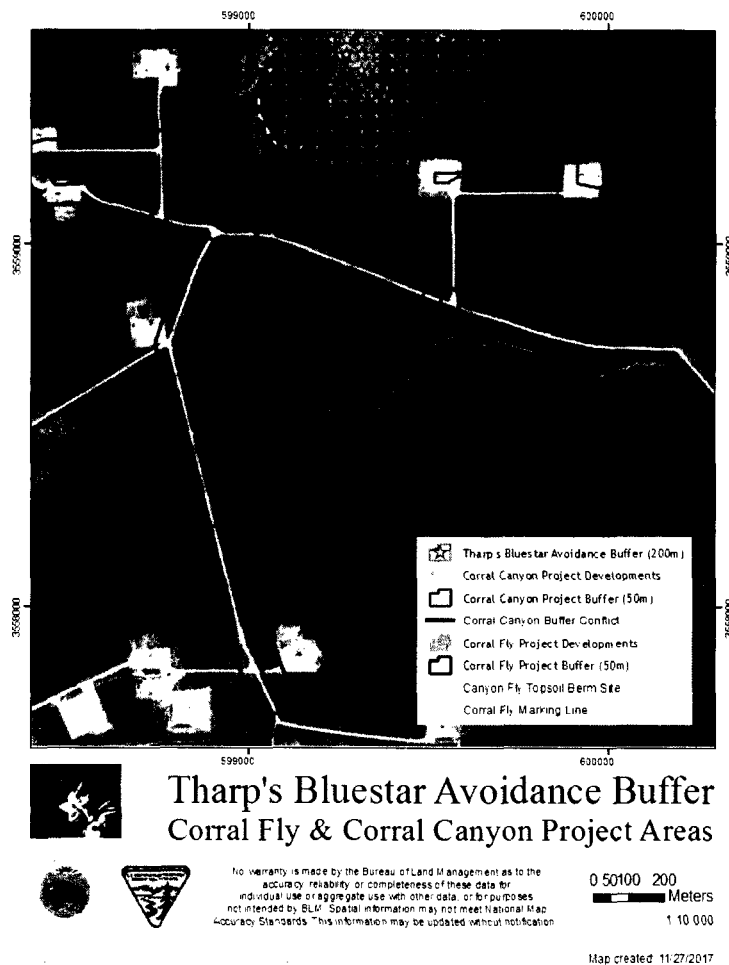 599000
600000
3559000
3559000
3558000
3558000
Tharp's Bluestar Avoidance Buffer (200m)
Corral Canyon Project Developments
Corral Canyon Project Buffer (50m)
Corral Canyon Buffer Conflict
Corral Fly Project Developments
Corral Fly Project Buffer (50m)
Canyon Fly Topsoil Berm Site
Corral Fly Marking Line
599000
600000
Tharp's Bluestar Avoidance Buffer
Corral Fly & Corral Canyon Project Areas
No warranty is made by the Bureau of Land Management as to the
accuracy reliability or completeness of these data for
individual use or aggregate use with other data, or for purposes
not intended by BLM Spatial information may not meet National Map
Accuracy Standards This information may be updated without notification
0 50100 200
Meters
1 10 000
Map created: 11/27/2017